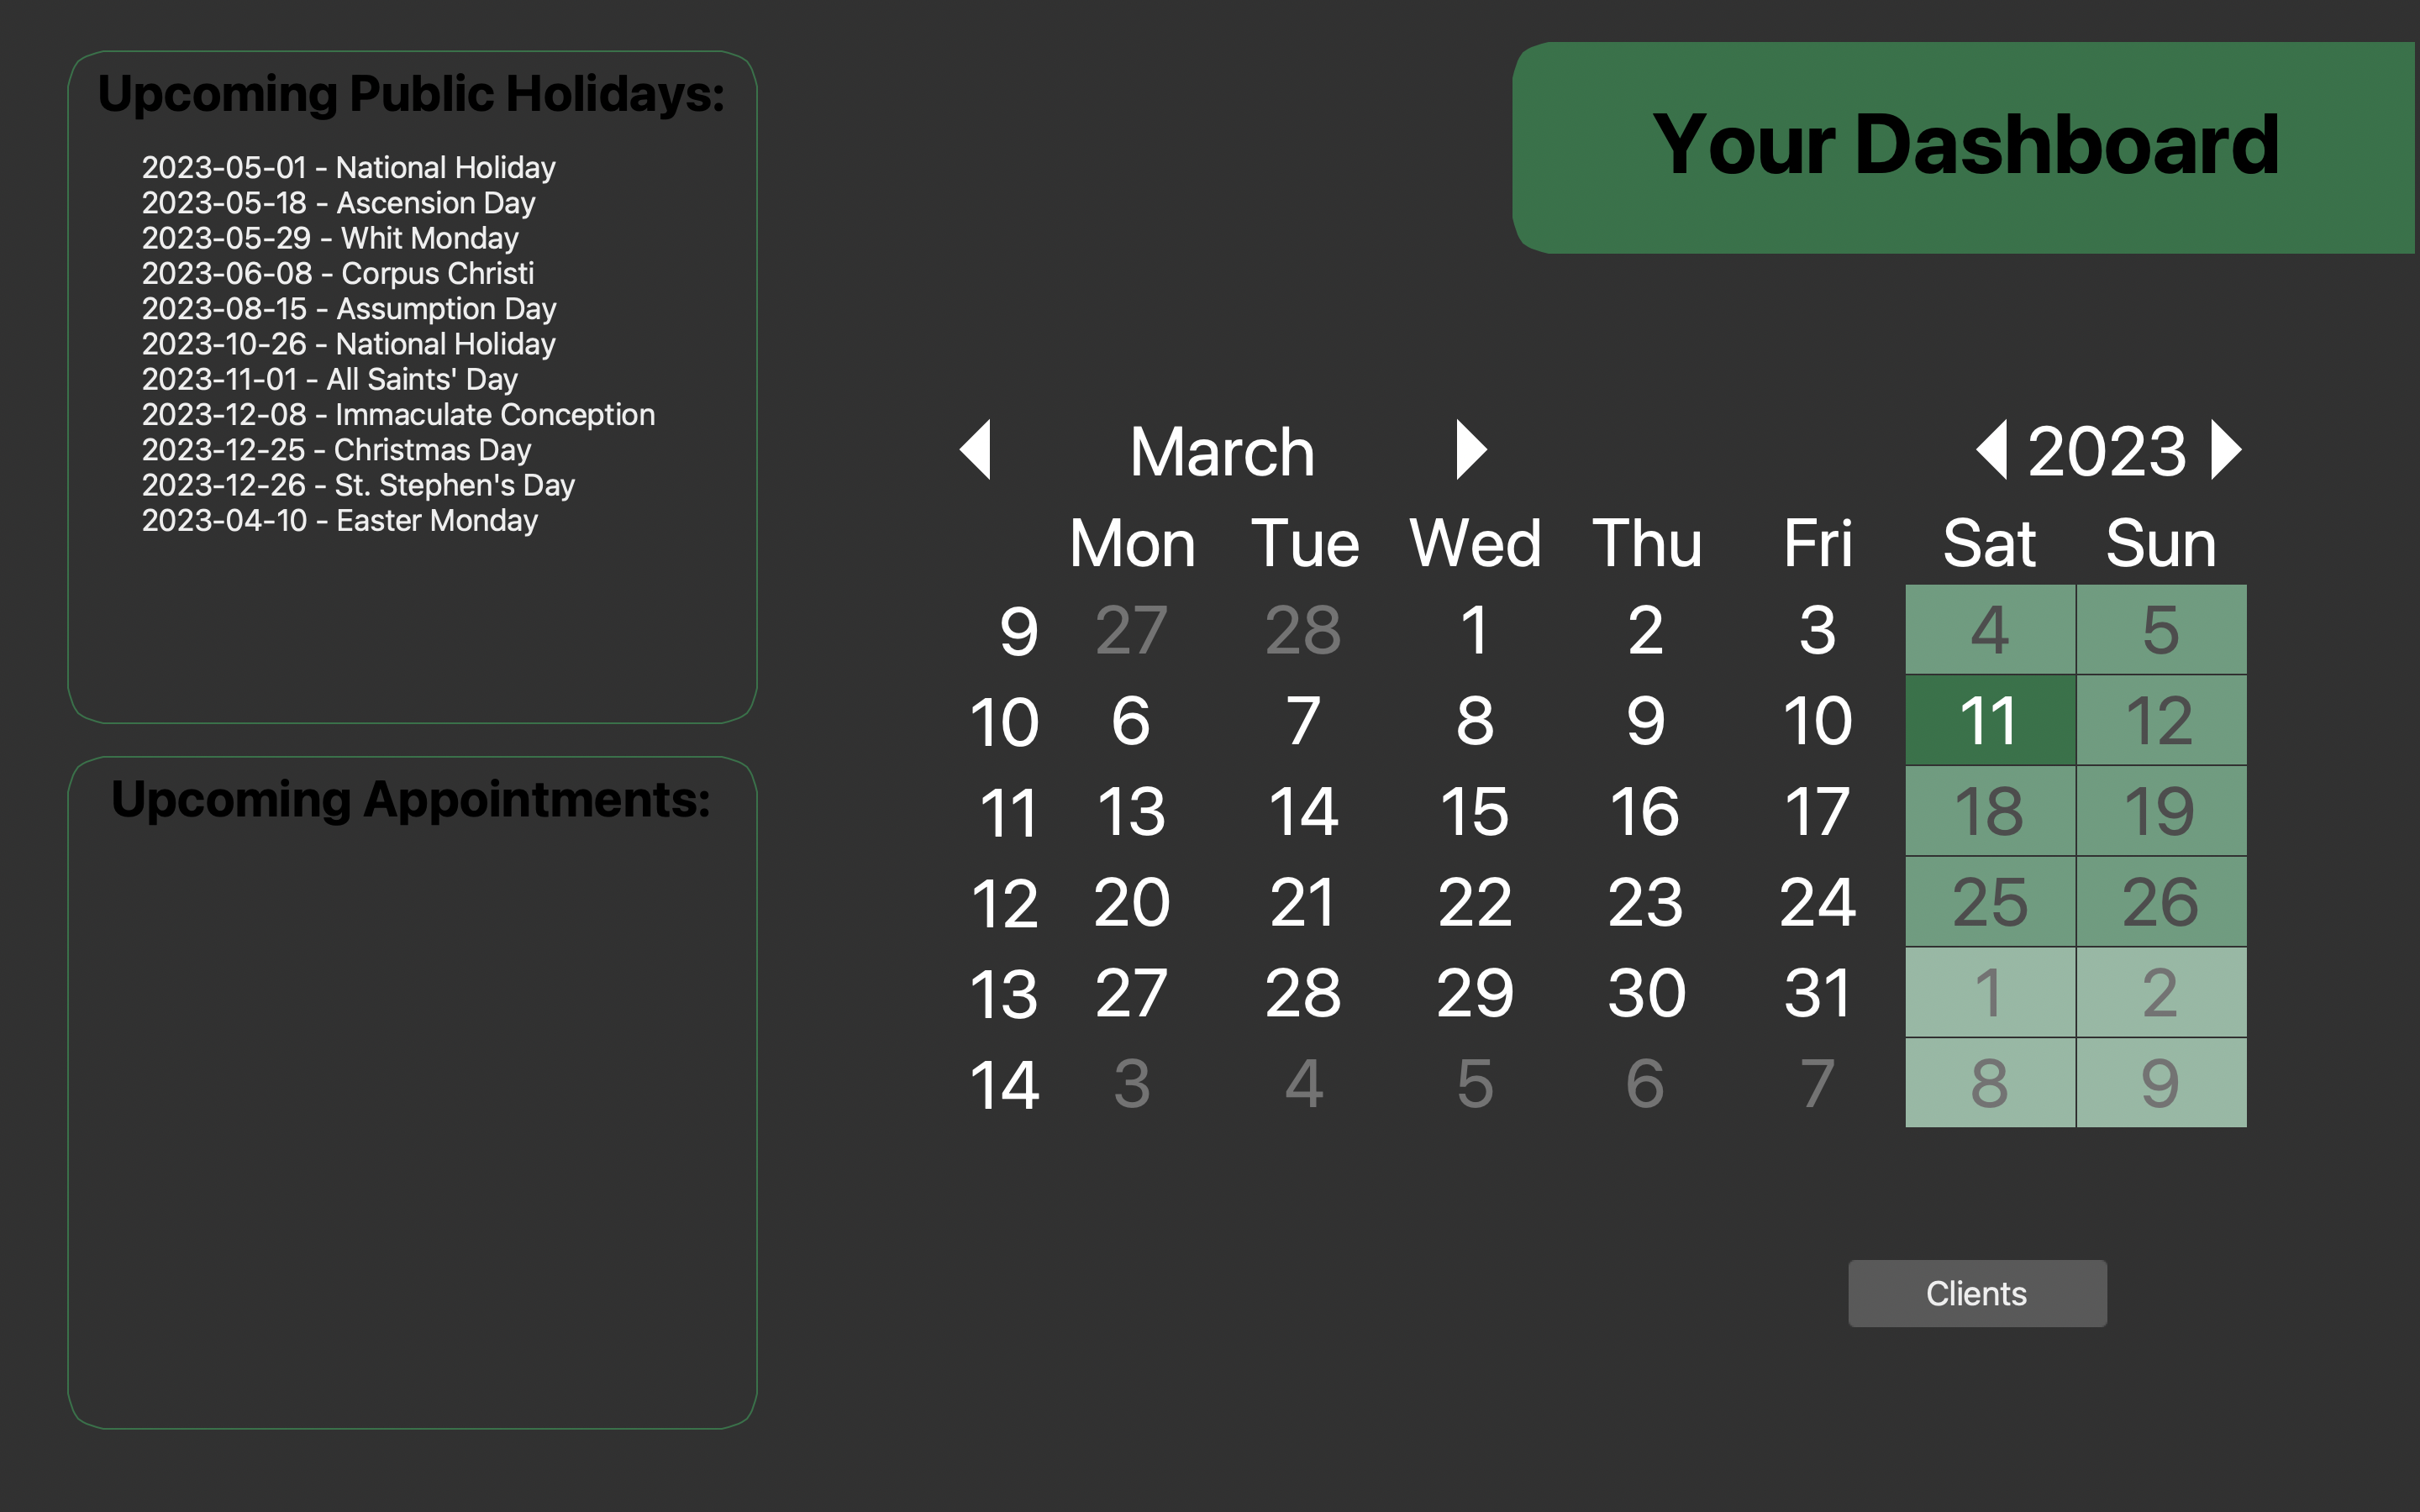 Upcoming Public Holidays:
2023-05-01 - National Holiday
2023-05-18 - Ascension Day
2023-05-29 - Whit Monday
2023-06-08 - Corpus Christi
2023-08-15 - Assumption Day
2023-10-26 - National Holiday
2023-11-01 - All Saints' Day
2023-12-08 - Immaculate Conception
2023-12-25 - Christmas Day
2023-12-26 - St. Stephen's Day
2023-04-10 - Easter Monday
Upcoming Appointments:
Your Dashboard
March 2023
Mon Tue Wed Thu Fri Sat Sun
9 27 28 1 2 3 4 5
10 6 7 8 9 10 11 12
11 13 14 15 16 17 18 19
12 20 21 22 23 24 25 26
13 27 28 29 30 31 1 2
14 3 4 5 6 7 8 9
Clients